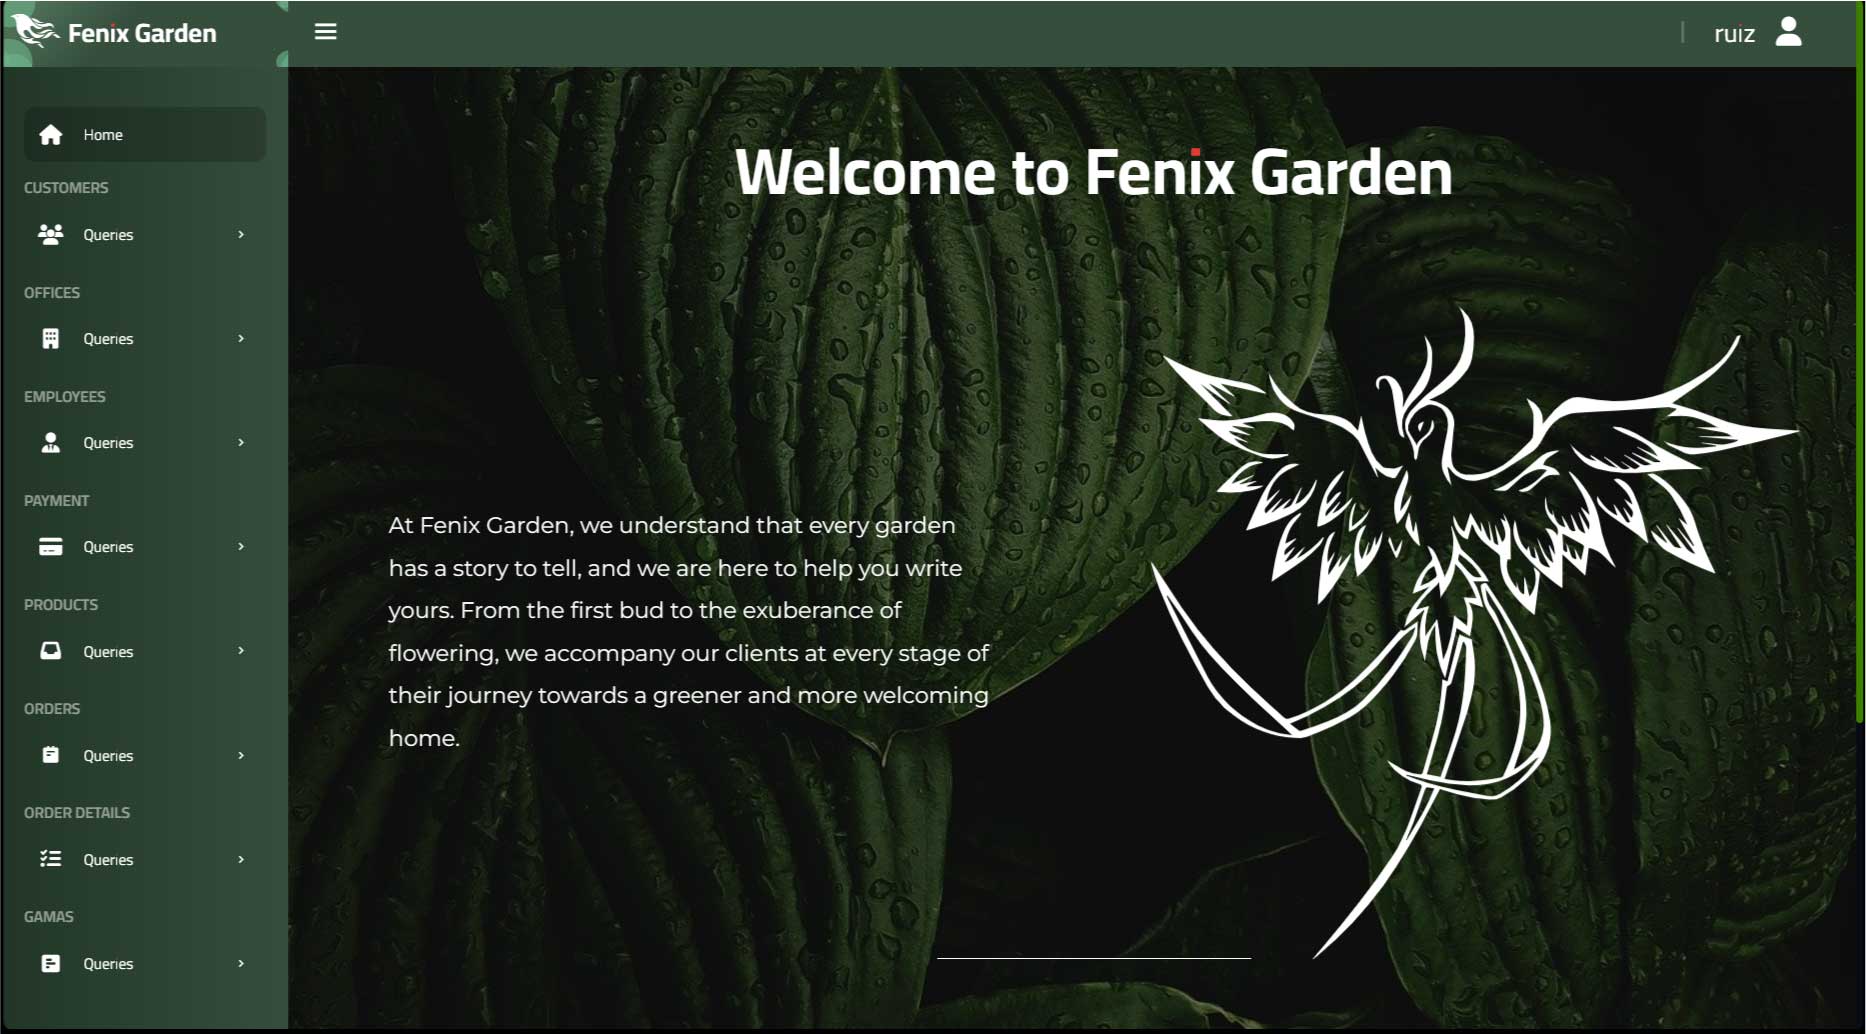 Fenix Garden
ruiz
Home
CUSTOMERS
Queries
OFFICES
Queries
EMPLOYEES
Queries
PAYMENT
Queries
PRODUCTS
Queries
ORDERS
Queries
ORDER DETAILS
Queries
GAMAS
Queries
Welcome to Fenix Garden
At Fenix Garden, we understand that every garden
has a story to tell, and we are here to help you write
yours. From the first bud to the exuberance of
flowering, we accompany our clients at every stage of
their journey towards a greener and more welcoming
home.